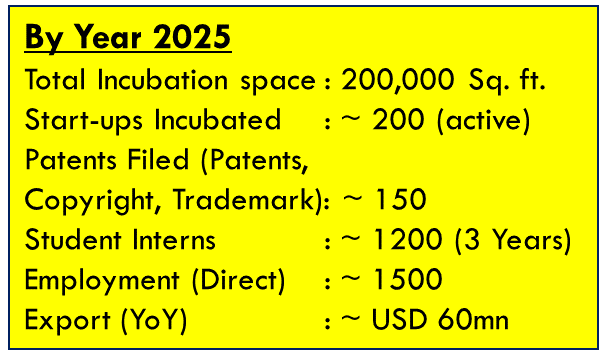 By Year 2025
Total Incubation space : 200,000 Sq. ft.
Start-ups Incubated : ~ 200 (active)
Patents Filed (Patents,
Copyright, Trademark): ~ 150
Student Interns : ~ 1200 (3 Years)
Employment (Direct) : ~ 1500
Export (YoY) : ~ USD 60mn